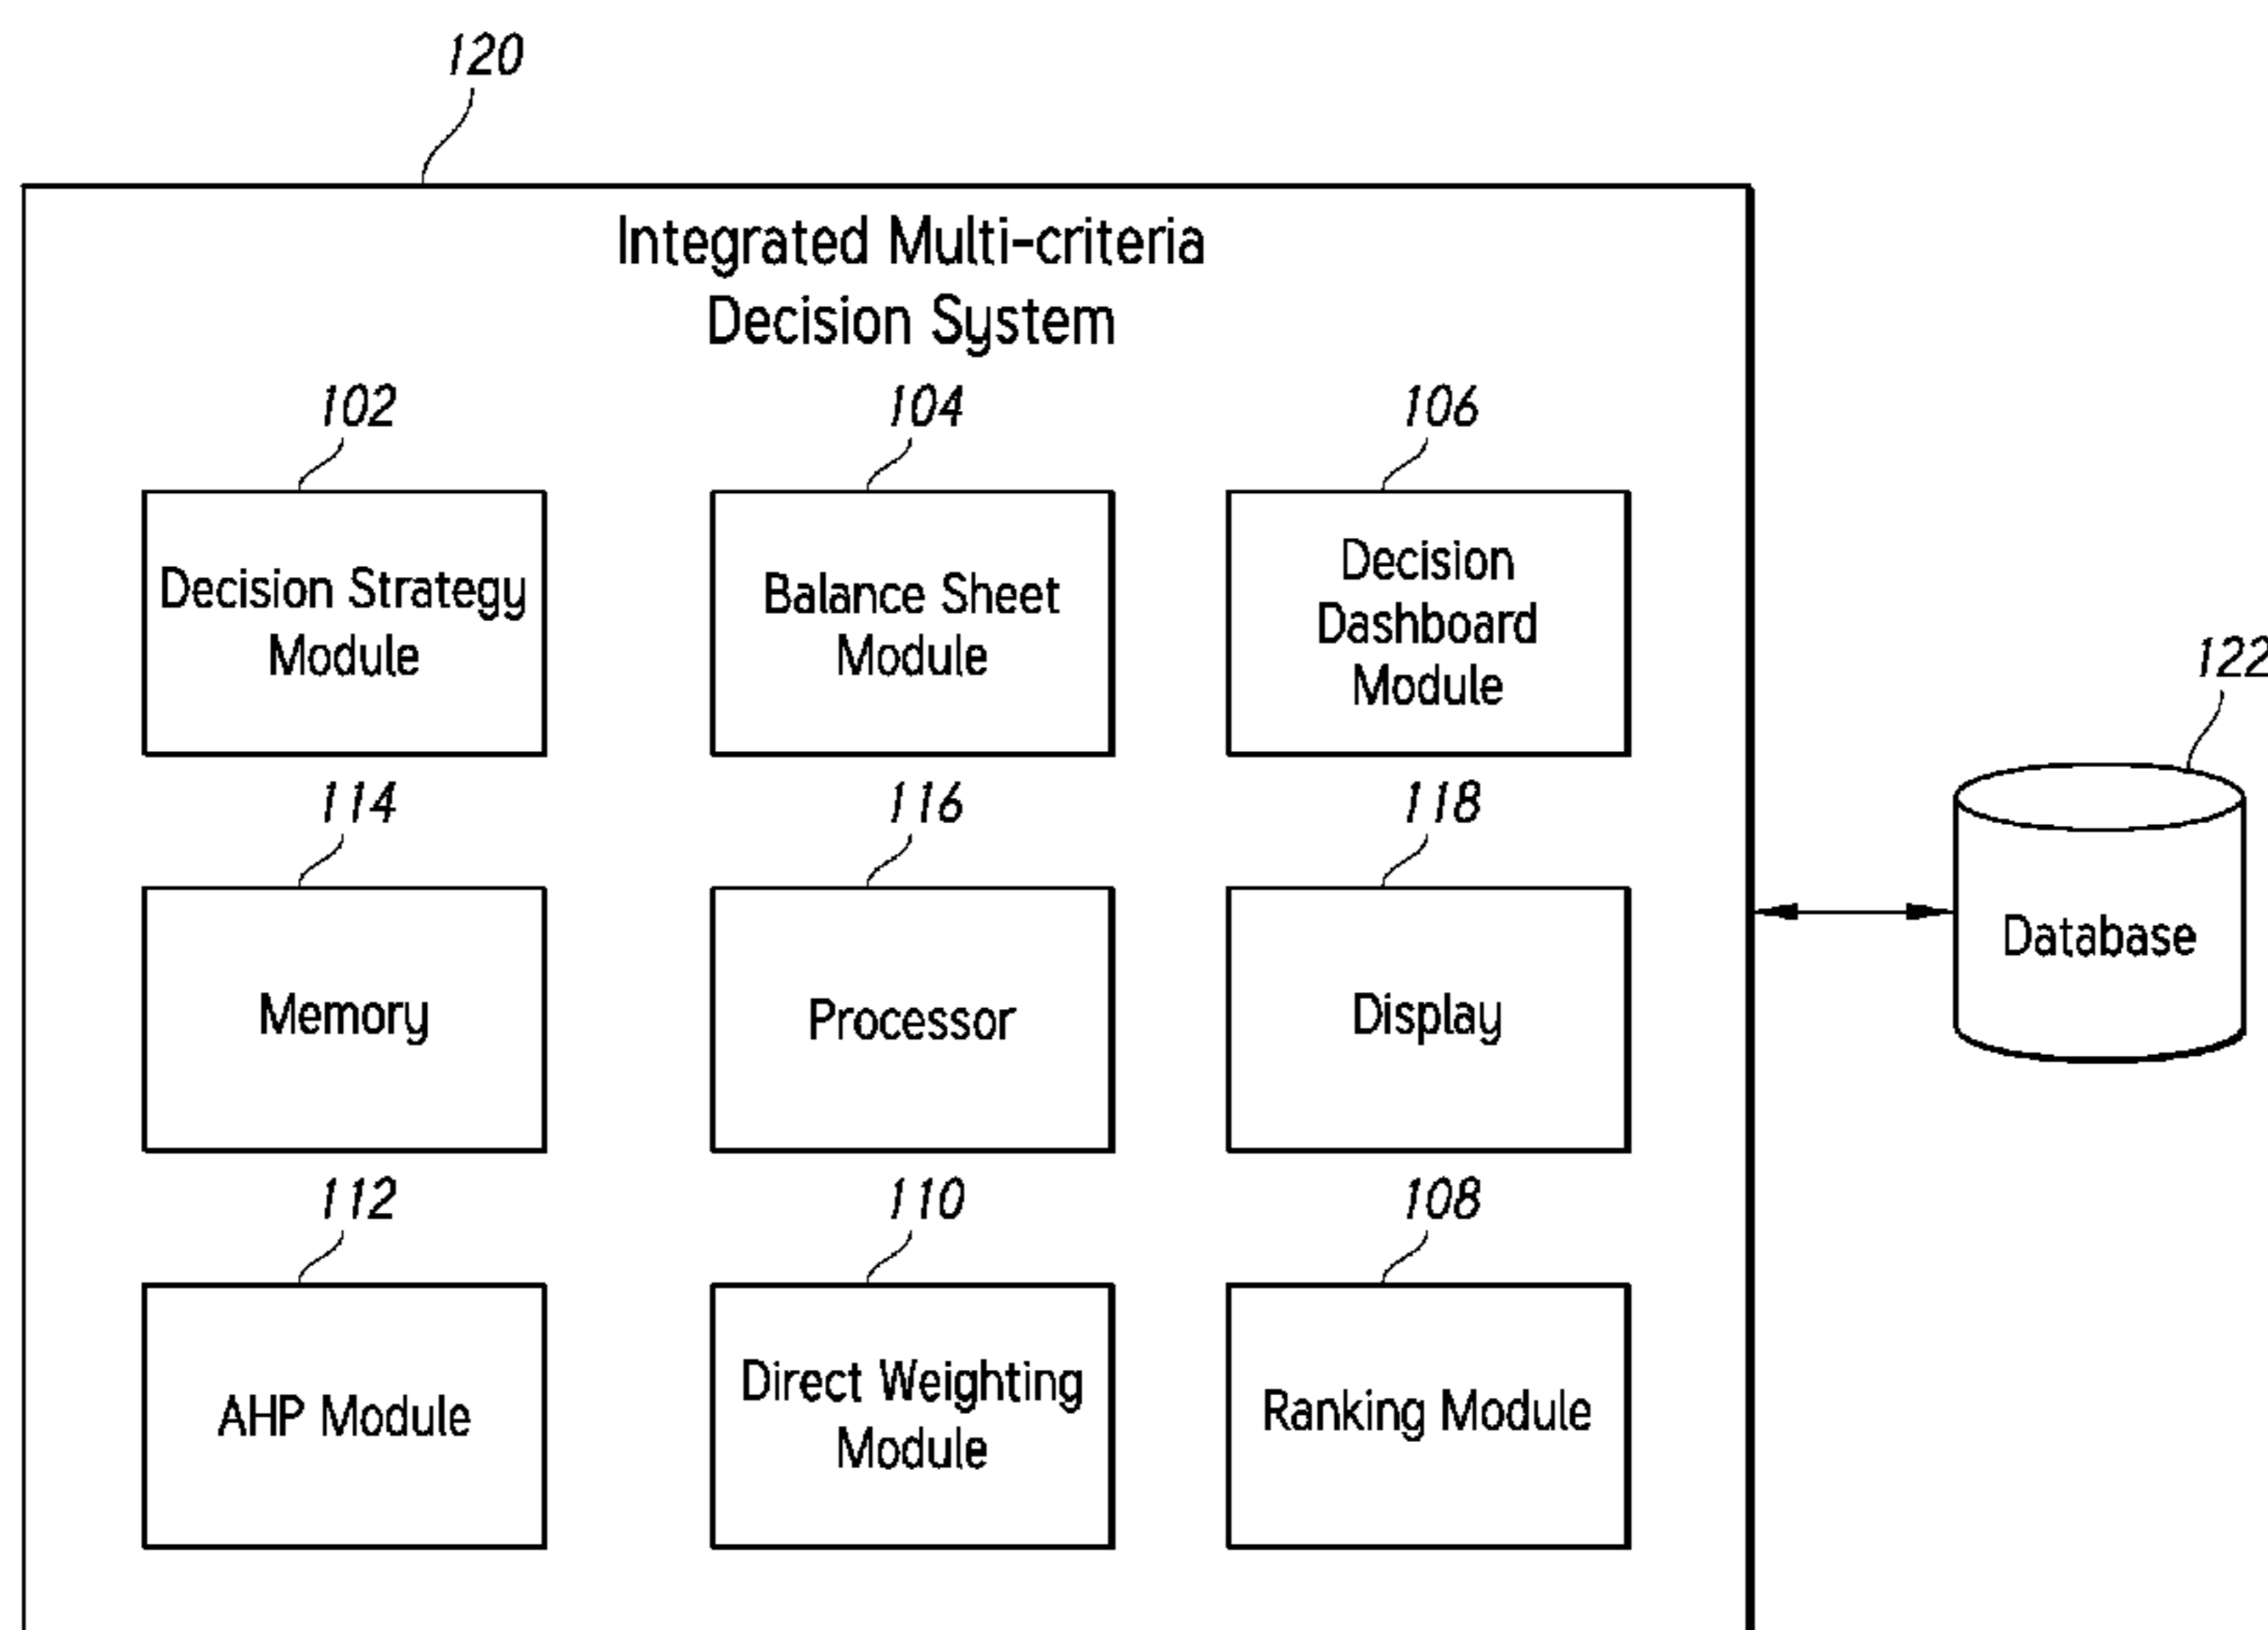 120
Integrated Multi-criteria
Decision System
102
104
106
Decision Strategy
Module
Balance Sheet
Module
Decision
Dashboard
Module
122
114
116
118
Memory
Processor
Display
Database
112
110
108
AHP Module
Direct Weighting
Module
Ranking Module